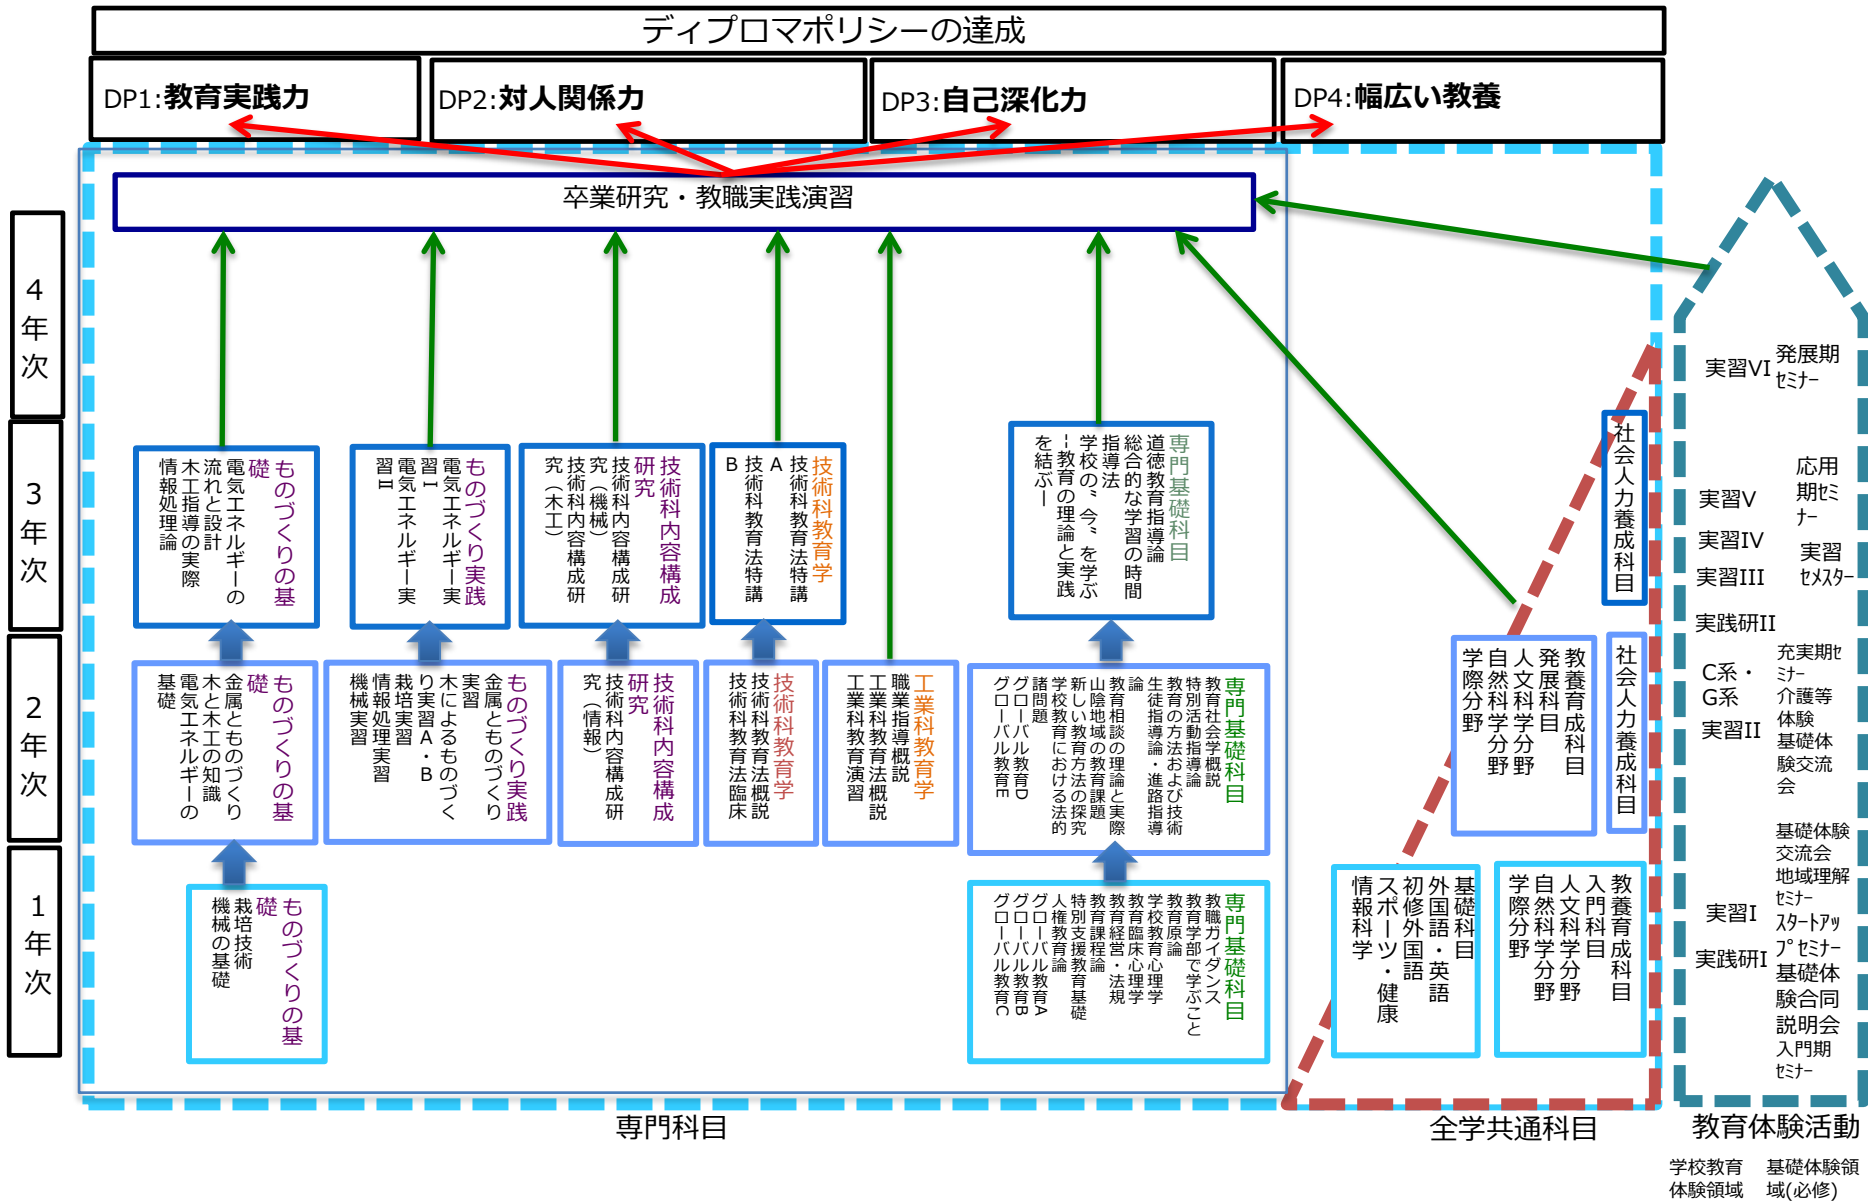 ディプロマポリシーの達成
DP1:教育実践力
DP2:対人関係力
DP3:自己深化力
DP4:幅広い教養
卒業研究・教職実践演習
4年次
3年次
2年次
1年次
ものづくりの基
礎
電気エネルギーの
流れと設計
木工指導の実際
情報処理論
ものづくり実践
電気エネルギー実
習Ⅰ
電気エネルギー実
習Ⅱ
技術科内容構成
研究
技術科内容構成研
究（機械）
技術科内容構成研
究（木工）
技術科教育学
技術科教育法特講
A
技術科教育法特講
B
専門基礎科目
道徳教育指導論
総合的な学習の時間
指導法
学校の〝今〟を学ぶ
--教育の理論と実践
を結ぶー
社会人力養成科目
ものづくりの基
礎
金属とものづくり
木と木工の知識
電気エネルギーの
基礎
ものづくり実践
金属とものづくり
実習
木によるものづく
り実習A・B
栽培実習
情報処理実習
機械実習
技術科内容構成
研究
技術科内容構成研
究（情報）
技術科教育学
技術科教育法概説
技術科教育法臨床
工業科教育学
職業指導概説
工業科教育法概説
工業科教育演習
専門基礎科目
教育社会学概説
特別活動指導論
教育の方法および技術
生徒指導論・進路指導
論
教育相談の理論と実際
山陰地域の教育課題
新しい教育方法の探究
学校教育における法的
諸問題
グローバル教育D
グローバル教育E
教養育成科目
発展科目
人文科学分野
自然科学分野
学際分野
社会人力養成科目
ものづくりの基
礎
栽培技術
機械の基礎
専門基礎科目
教職ガイダンス
教育学部で学ぶこと
教育原論
学校教育心理学
教育臨床心理学
教育経営・法規
教育課程論
特別支援教育基礎
人権教育論
グローバル教育A
グローバル教育B
グローバル教育C
基礎科目
外国語・英語
初修外国語
スポーツ・健康
情報科学
教養育成科目
入門科目
人文科学分野
自然科学分野
学際分野
実習VI
実習V
実習IV
実習III
実践研II
C系・
G系
実習II
実習I
実践研I
発展期
ｾﾐﾅｰ
応用
期ｾﾐ
ﾅｰ
実習
ｾﾒｽﾀｰ
充実期ｾ
ﾐﾅｰ
介護等
体験
基礎体
験交流
会
基礎体験
交流会
地域理解
ｾﾐﾅｰ
ｽﾀｰﾄｱｯ
ﾌﾟｾﾐﾅｰ
基礎体
験合同
説明会
入門期
ｾﾐﾅｰ
専門科目
全学共通科目
教育体験活動
学校教育
体験領域
基礎体験領
域(必修)